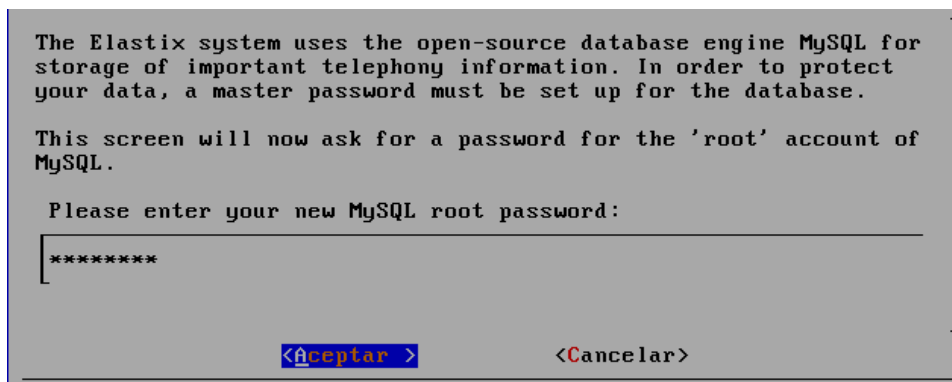 The Elastix system uses the open-source database engine MySQL for
storage of important telephony information. In order to protect
your data, a master password must be set up for the database.
This screen will now ask for a password for the 'root' account of
MySQL.
Please enter your new MySQL root password:
********
<Aceptar > <Cancelar>